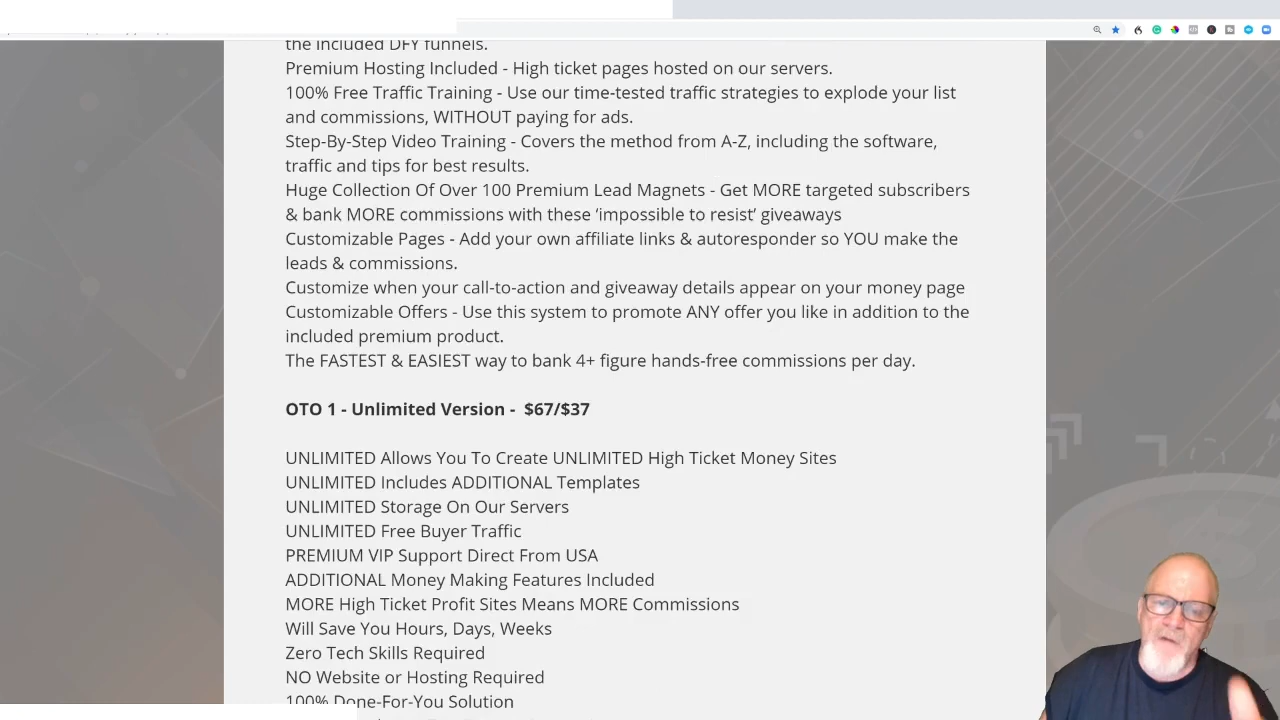 the included DFY funnels.
Premium Hosting Included - High ticket pages hosted on our servers.
100% Free Traffic Training - Use our time-tested traffic strategies to explode your list
and commissions, WITHOUT paying for ads.
Step-By-Step Video Training - Covers the method from A-Z, including the software,
traffic and tips for best results.
Huge Collection Of Over 100 Premium Lead Magnets - Get MORE targeted subscribers
& bank MORE commissions with these ‘impossible to resist’ giveaways
Customizable Pages - Add your own affiliate links & autoresponder so YOU make the
leads & commissions.
Customize when your call-to-action and giveaway details appear on your money page
Customizable Offers - Use this system to promote ANY offer you like in addition to the
included premium product.
The FASTEST & EASIEST way to bank 4+ figure hands-free commissions per day.
OTO 1 - Unlimited Version - $67/$37
UNLIMITED Allows You To Create UNLIMITED High Ticket Money Sites
UNLIMITED Includes ADDITIONAL Templates
UNLIMITED Storage On Our Servers
UNLIMITED Free Buyer Traffic
PREMIUM VIP Support Direct From USA
ADDITIONAL Money Making Features Included
MORE High Ticket Profit Sites Means MORE Commissions
Will Save You Hours, Days, Weeks
Zero Tech Skills Required
NO Website or Hosting Required
100% Done-For-You Solution